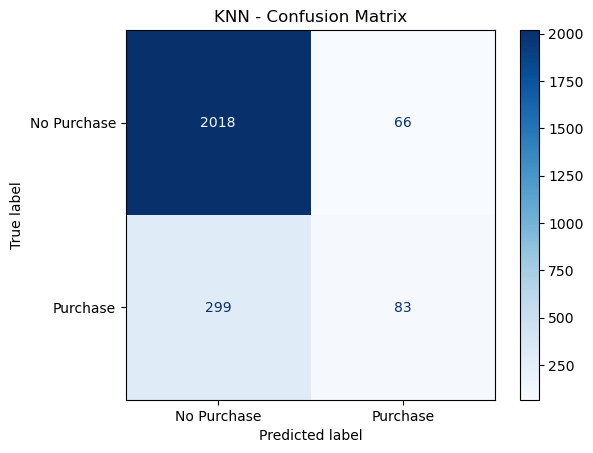 KNN - Confusion Matrix
2000
1750
1500
1250
1000
750
500
250
No Purchase
2018
66
Purchase
299
83
True label
No Purchase Purchase
Predicted label